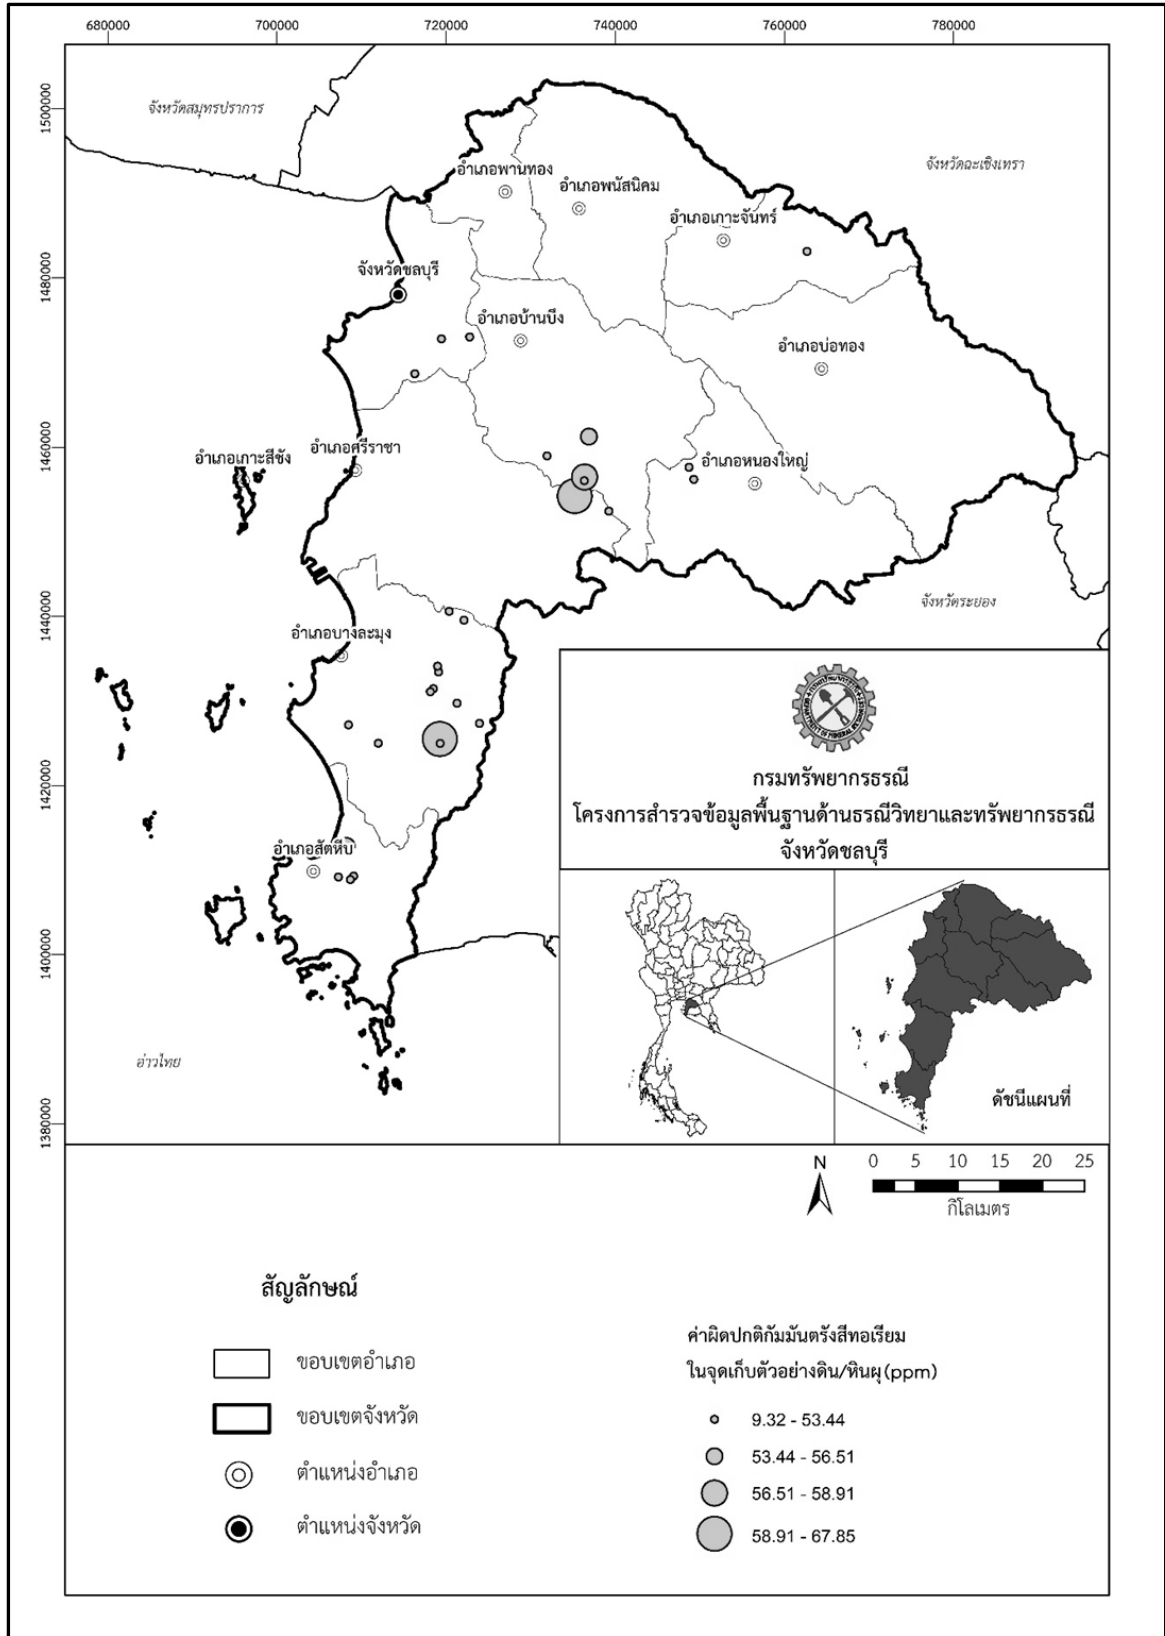 680000 700000 720000 740000 760000 780000
1500000
1480000
1460000
1440000
1420000
1400000
1380000
จังหวัดสมุทรปราการ
จังหวัดฉะเชิงเทรา
อำเภอพานทอง
อำเภอพนัสนิคม
อำเภอเกาะจันทร์
จังหวัดชลบุรี
อำเภอบ้านบึง
อำเภอบ่อทอง
อำเภอศรีราชา
อำเภอเกาะสีชัง
อำเภอหนองใหญ่
จังหวัดระยอง
อำเภอบางละมุง
อำเภอสัตหีบ
อ่าวไทย
กรมทรัพยากรธรณี
โครงการสำรวจข้อมูลพื้นฐานด้านธรณีวิทยาและทรัพยากรธรณี
จังหวัดชลบุรี
ดัชนีแผนที่
N
0 5 10 15 20 25
กิโลเมตร
สัญลักษณ์
ขอบเขตอำเภอ
ขอบเขตจังหวัด
ตำแหน่งอำเภอ
ตำแหน่งจังหวัด
ค่าผิดปกติกัมมันตรังสีทอเรียม
ในจุดเก็บตัวอย่างดิน/หินผุ(ppm)
9.32 - 53.44
53.44 - 56.51
56.51 - 58.91
58.91 - 67.85